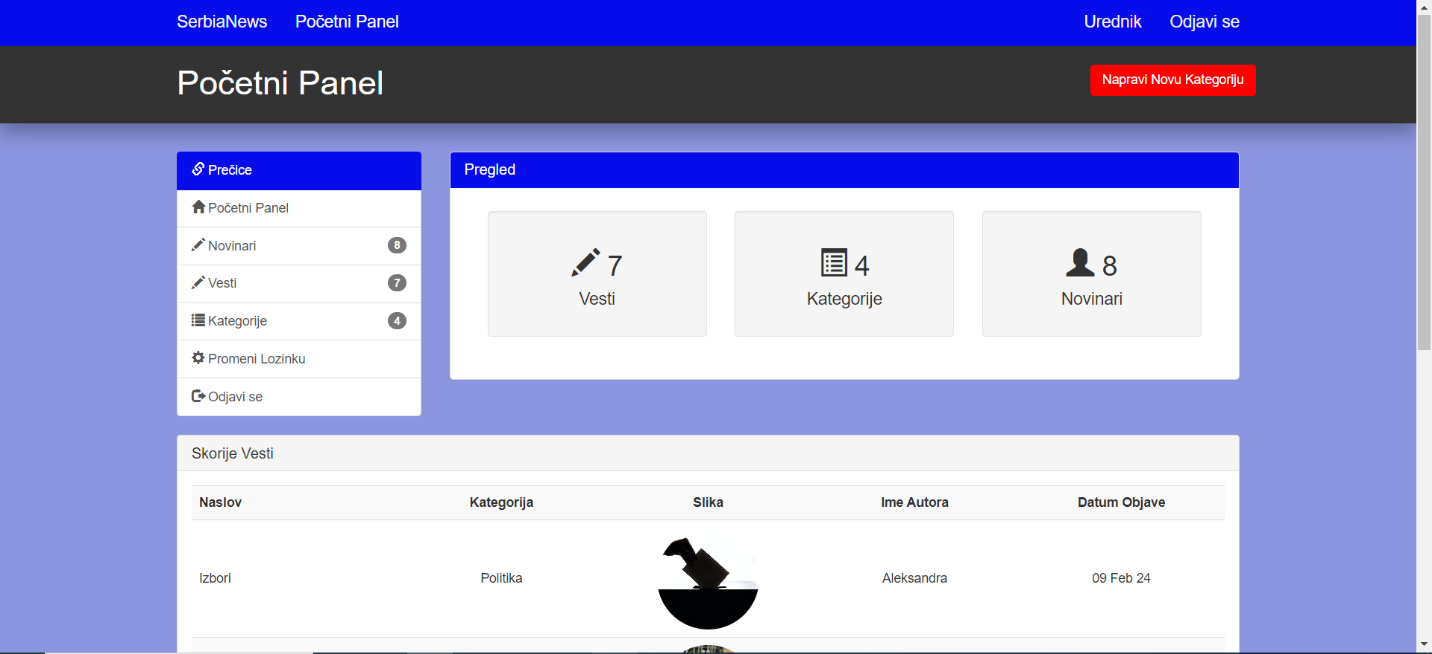 SerbiaNews Početni Panel Urednik Odjavi se
Početni Panel Napravi Novu Kategoriju
Prečice
Početni Panel
Novinari 8
Vesti 7
Kategorije 4
Promeni Lozinku
Odjavi se
Pregled
7 4 8
Vesti Kategorije Novinari
Skorije Vesti
Naslov Kategorija Slika Ime Autora Datum Objave
Izbori Politika Aleksandra 09 Feb 24